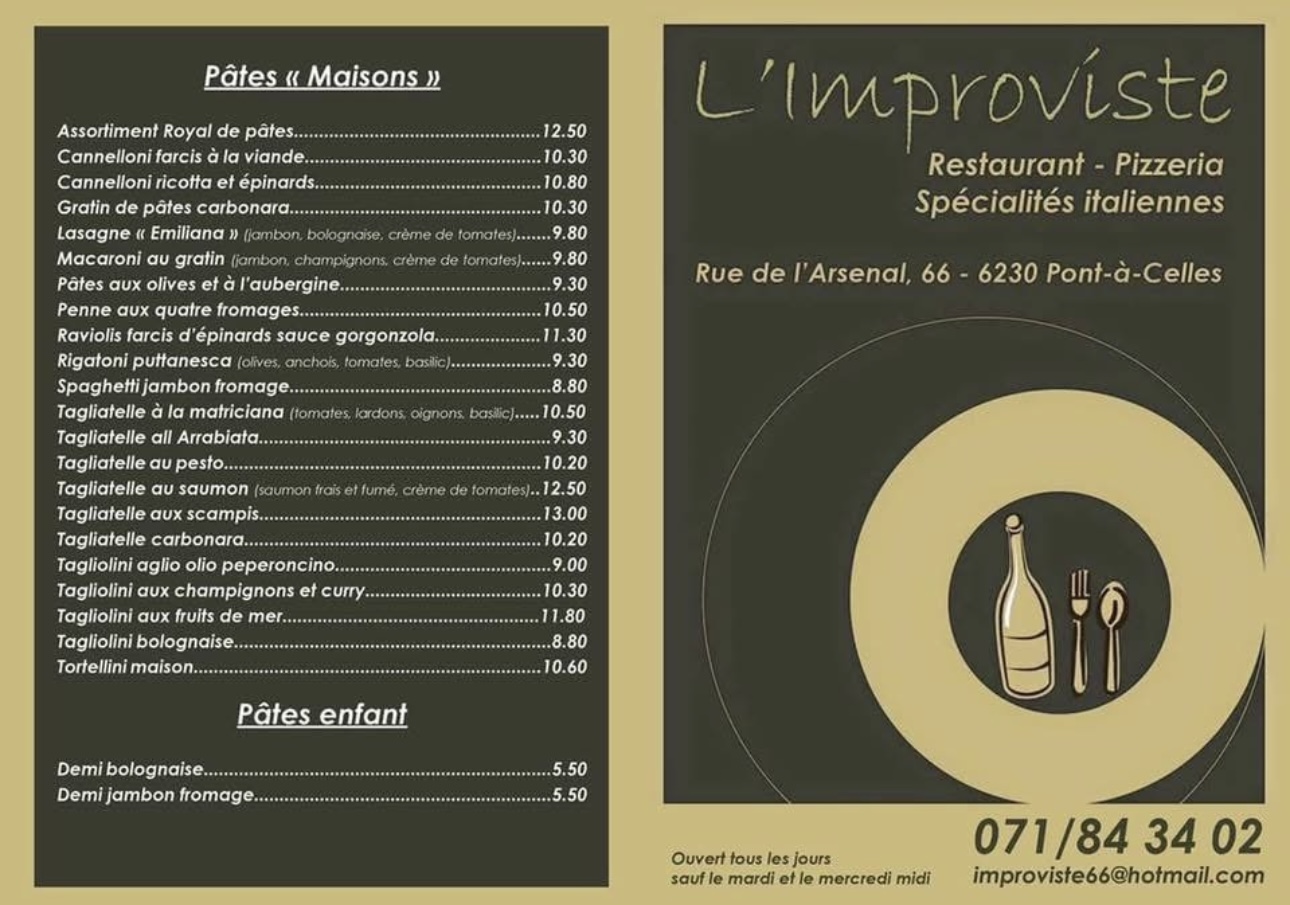 Pâtes « Maisons »
Assortiment Royal de pâtes.................................................12.50
Cannelloni farcis à la viande...............................................10.30
Cannelloni ricotta et épinards.............................................10.80
Gratin de pâtes carbonara..................................................10.30
Lasagne « Emiliana » (jambon, bolognaise, crème de tomates).......9.80
Macaroni au gratin (jambon, champignons, crème de tomates)......9.80
Pâtes aux olives et à l'aubergine..........................................9.30
Penne aux quatre fromages................................................10.50
Raviolis farcis d'épinards sauce gorgonzola.....................11.30
Rigatoni puttanesca (olives, anchois, tomates, basilic)....................9.30
Spaghetti jambon fromage....................................................8.80
Tagliatelle à la matriciana (tomates, lardons, oignons, basilic).....10.50
Tagliatelle all Arrabiata..........................................................9.30
Tagliatelle au pesto...............................................................10.20
Tagliatelle au saumon (saumon frais et fumé, crème de tomates)..12.50
Tagliatelle aux scampis........................................................13.00
Tagliatelle carbonara...........................................................10.20
Tagliolini aglio olio peperoncino...........................................9.00
Tagliolini aux champignons et curry...................................10.30
Tagliolini aux fruits de mer...................................................11.80
Tagliolini bolognaise...............................................................8.80
Tortellini maison.....................................................................10.60
Pâtes enfant
Demi bolognaise.....................................................................5.50
Demi jambon fromage...........................................................5.50
L'Improviste
Restaurant - Pizzeria
Spécialités italiennes
Rue de l'Arsenal, 66 - 6230 Pont-à-Celles
071/84 34 02
Ouvert tous les jours
sauf le mardi et le mercredi midi
improviste66@hotmail.com